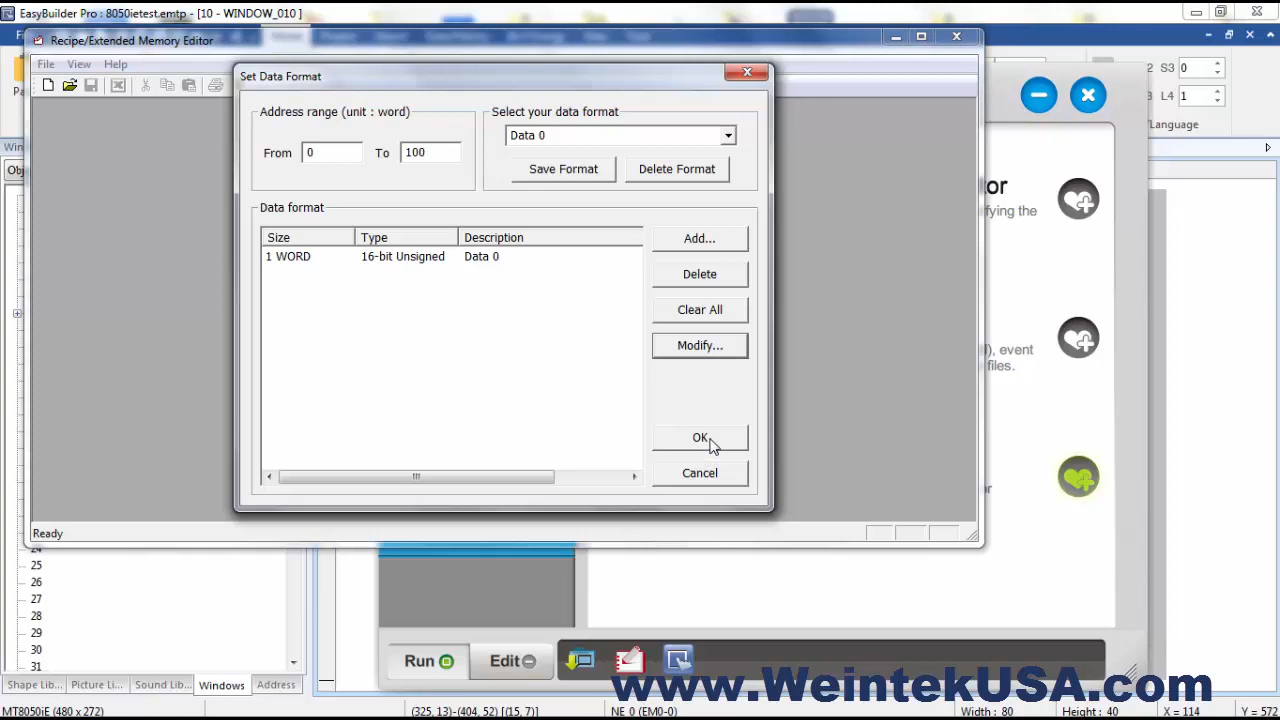 EasyBuilder Pro : 8050ietest.emtp - [10 - WINDOW_010 ]
Recipe/Extended Memory Editor
File View Help
Set Data Format
Address range (unit : word)
From 0 To 100
Select your data format
Data 0
Save Format Delete Format
Data format
Size Type Description
1 WORD 16-bit Unsigned Data 0
Add...
Delete
Clear All
Modify...
OK
Cancel
Ready
2 S3 0
3 L4 1
/Language
or
fying the
), event
files.
or
24
25
26
27
28
29
30
31
Shape Lib... Picture Li... Sound Lib... Windows Address
Run Edit
www.WeintekUSA.com
MT8050iE (480 x 272) (325, 13)-(404, 52) [(15, 7)] NE_0 (EM0-0) Width : 80 Height : 40 X = 114 Y = 572